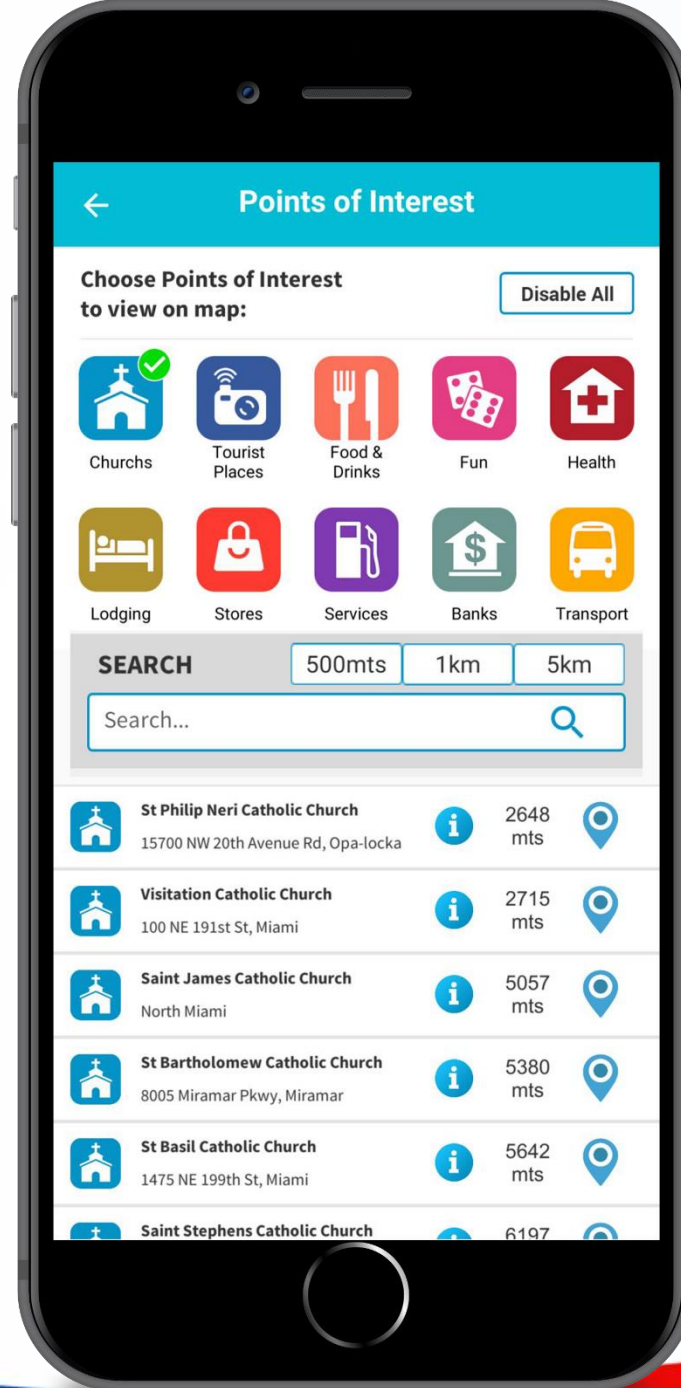 Points of Interest
Choose Points of Interest
to view on map:
Disable All
Churchs
Tourist
Places
Food &
Drinks
Fun
Health
$
Lodging
Stores
Services
Banks
Transport
SEARCH
500mts
1km
5km
Search...
St Philip Neri Catholic Church
15700 NW 20th Avenue Rd, Opa-locka
i
2648
mts
Visitation Catholic Church
100 NE 191st St, Miami
i
2715
mts
Saint James Catholic Church
North Miami
i
5057
mts
St Bartholomew Catholic Church
8005 Miramar Pkwy, Miramar
i
5380
mts
St Basil Catholic Church
1475 NE 199th St, Miami
i
5642
mts
Saint Stephens Catholic Church
6197